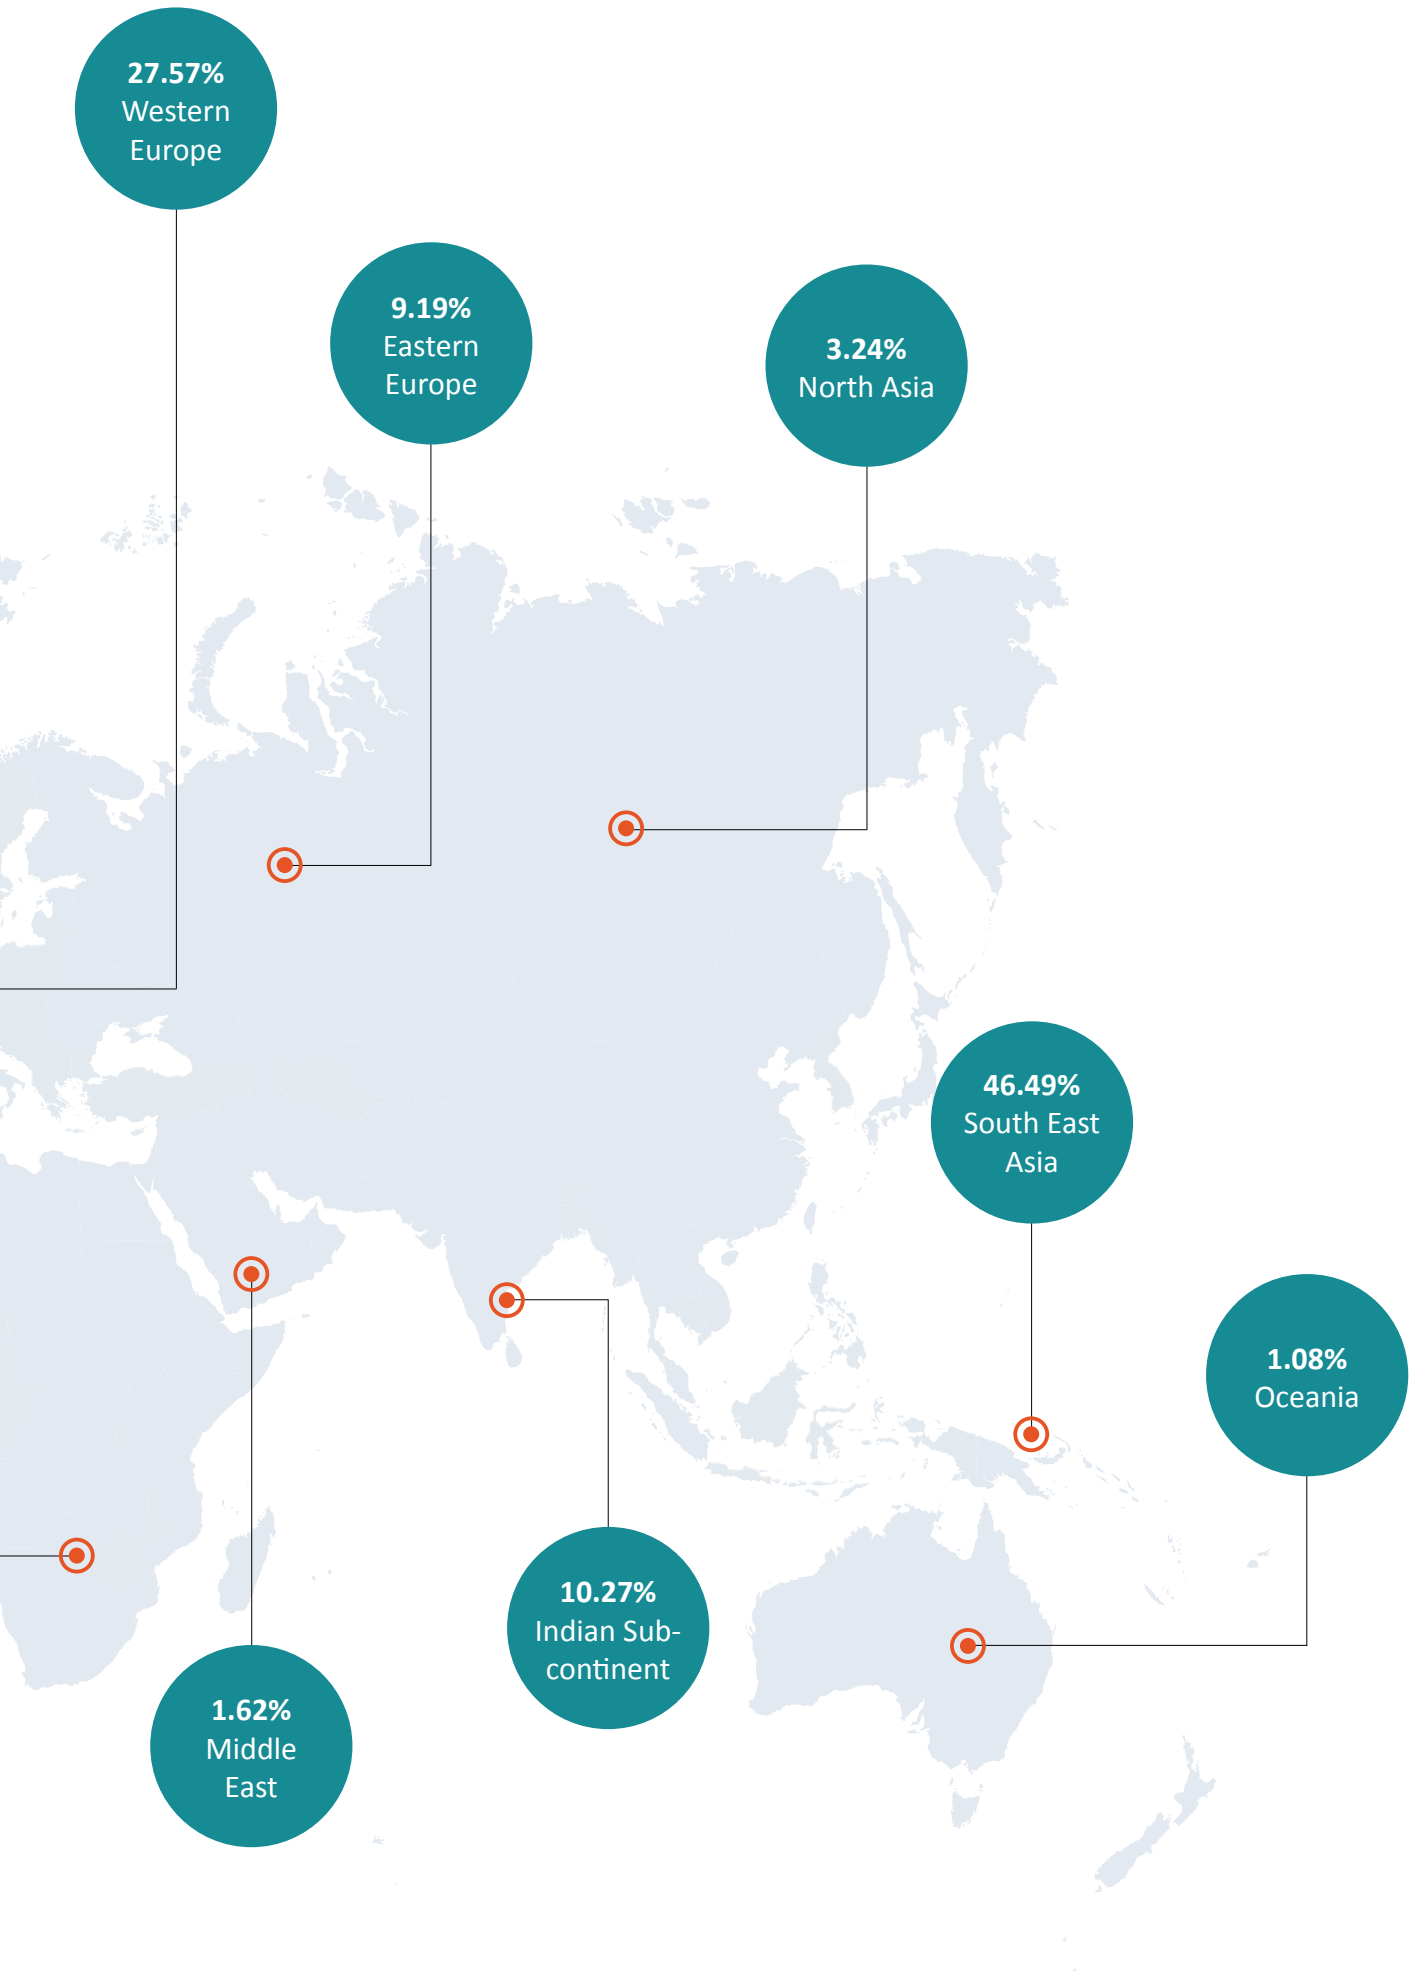 27.57%
Western
Europe
9.19%
Eastern
Europe
3.24%
North Asia
46.49%
South East
Asia
1.08%
Oceania
10.27%
Indian Sub-
continent
1.62%
Middle
East